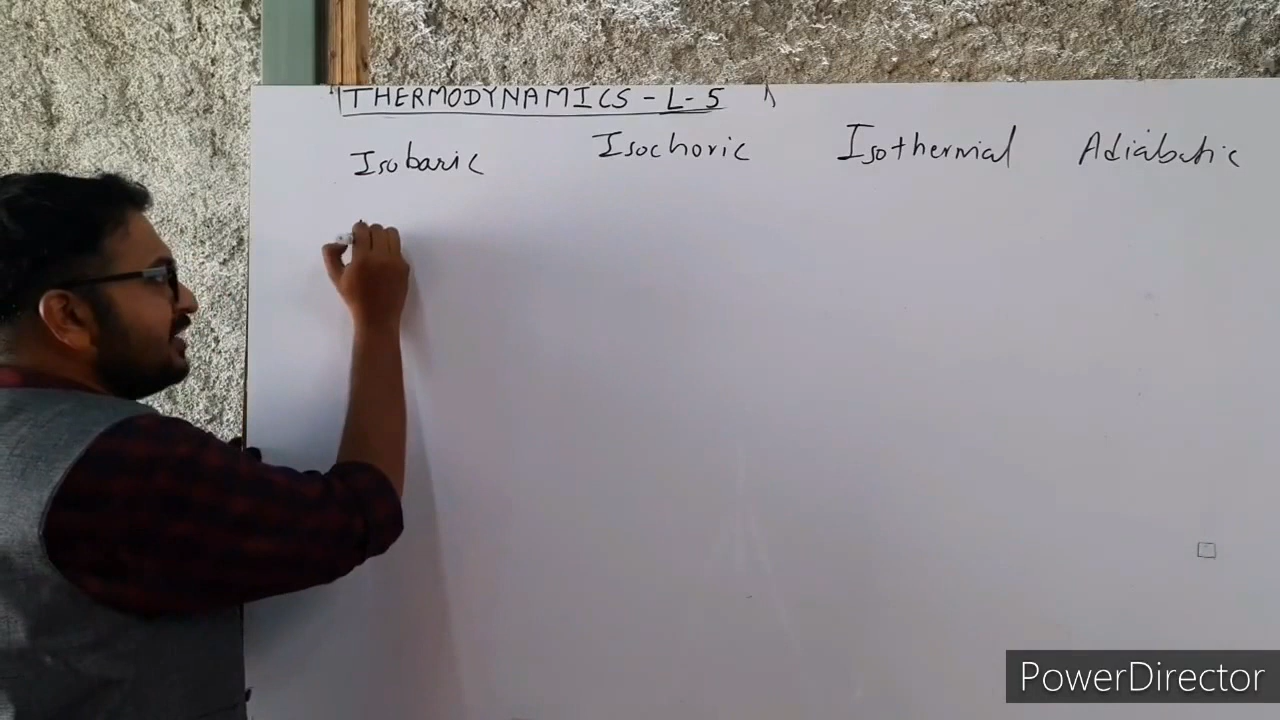 THERMODYNAMICS - L - 5
Isobaric Isochoric Isothermal Adiabatic
PowerDirector